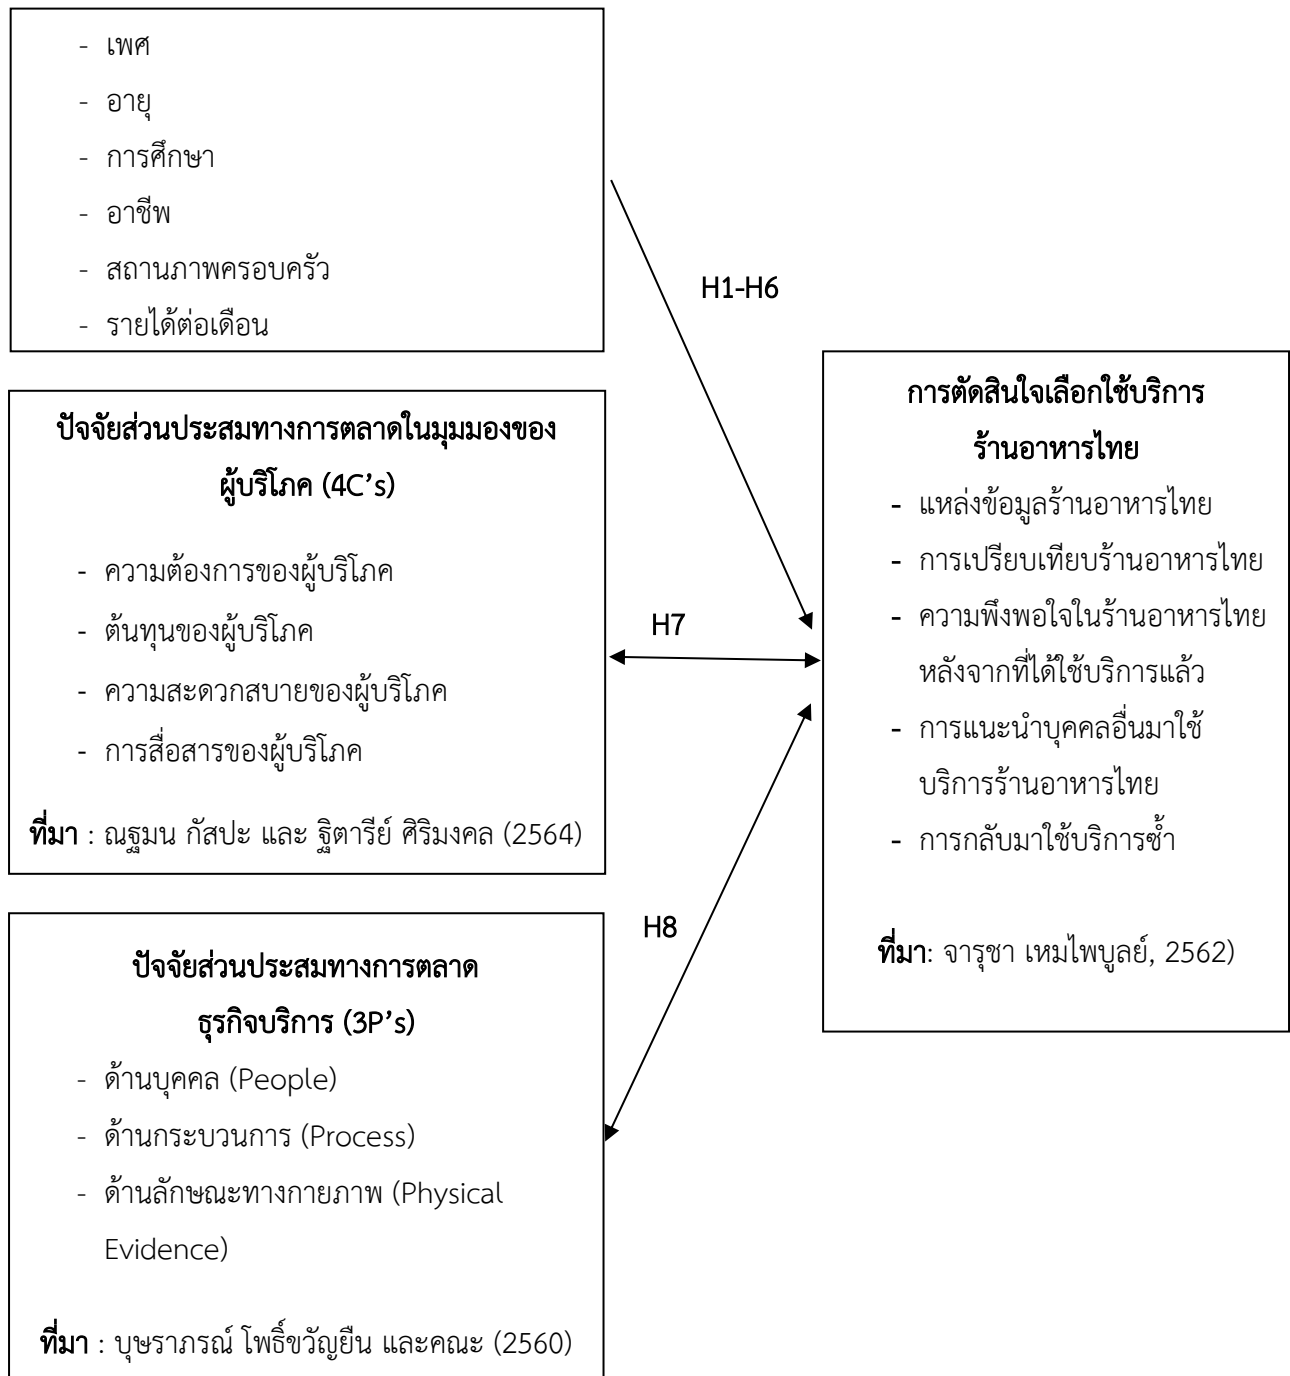 - เพศ
- อายุ
- การศึกษา
- อาชีพ
- สถานภาพครอบครัว
- รายได้ต่อเดือน
H1-H6
ปัจจัยส่วนประสมทางการตลาดในมุมมองของ
ผู้บริโภค (4C’s)
- ความต้องการของผู้บริโภค
- ต้นทุนของผู้บริโภค
- ความสะดวกสบายของผู้บริโภค
- การสื่อสารของผู้บริโภค
ที่มา : ณฐมน กัสปะ และ ฐิตารีย์ ศิริมงคล (2564)
H7
ปัจจัยส่วนประสมทางการตลาด
ธุรกิจบริการ (3P’s)
- ด้านบุคคล (People)
- ด้านกระบวนการ (Process)
- ด้านลักษณะทางกายภาพ (Physical
Evidence)
ที่มา : บุษราภรณ์ โพธิ์ขวัญยืน และคณะ (2560)
H8
การตัดสินใจเลือกใช้บริการ
ร้านอาหารไทย
- แหล่งข้อมูลร้านอาหารไทย
- การเปรียบเทียบร้านอาหารไทย
- ความพึงพอใจในร้านอาหารไทย
หลังจากที่ได้ใช้บริการแล้ว
- การแนะนำบุคคลอื่นมาใช้
บริการร้านอาหารไทย
- การกลับมาใช้บริการซ้ำ
ที่มา: จารุชา เหมไพบูลย์, 2562)